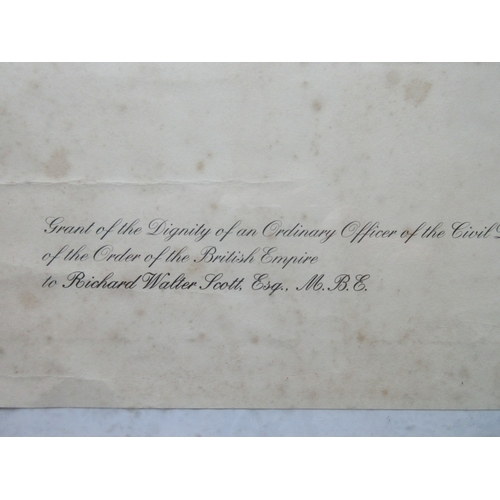 Grant of the Dignity of an Ordinary Officer of the Civil
of the Order of the British Empire
to Richard Walter Scott, Esq., M.B.E.